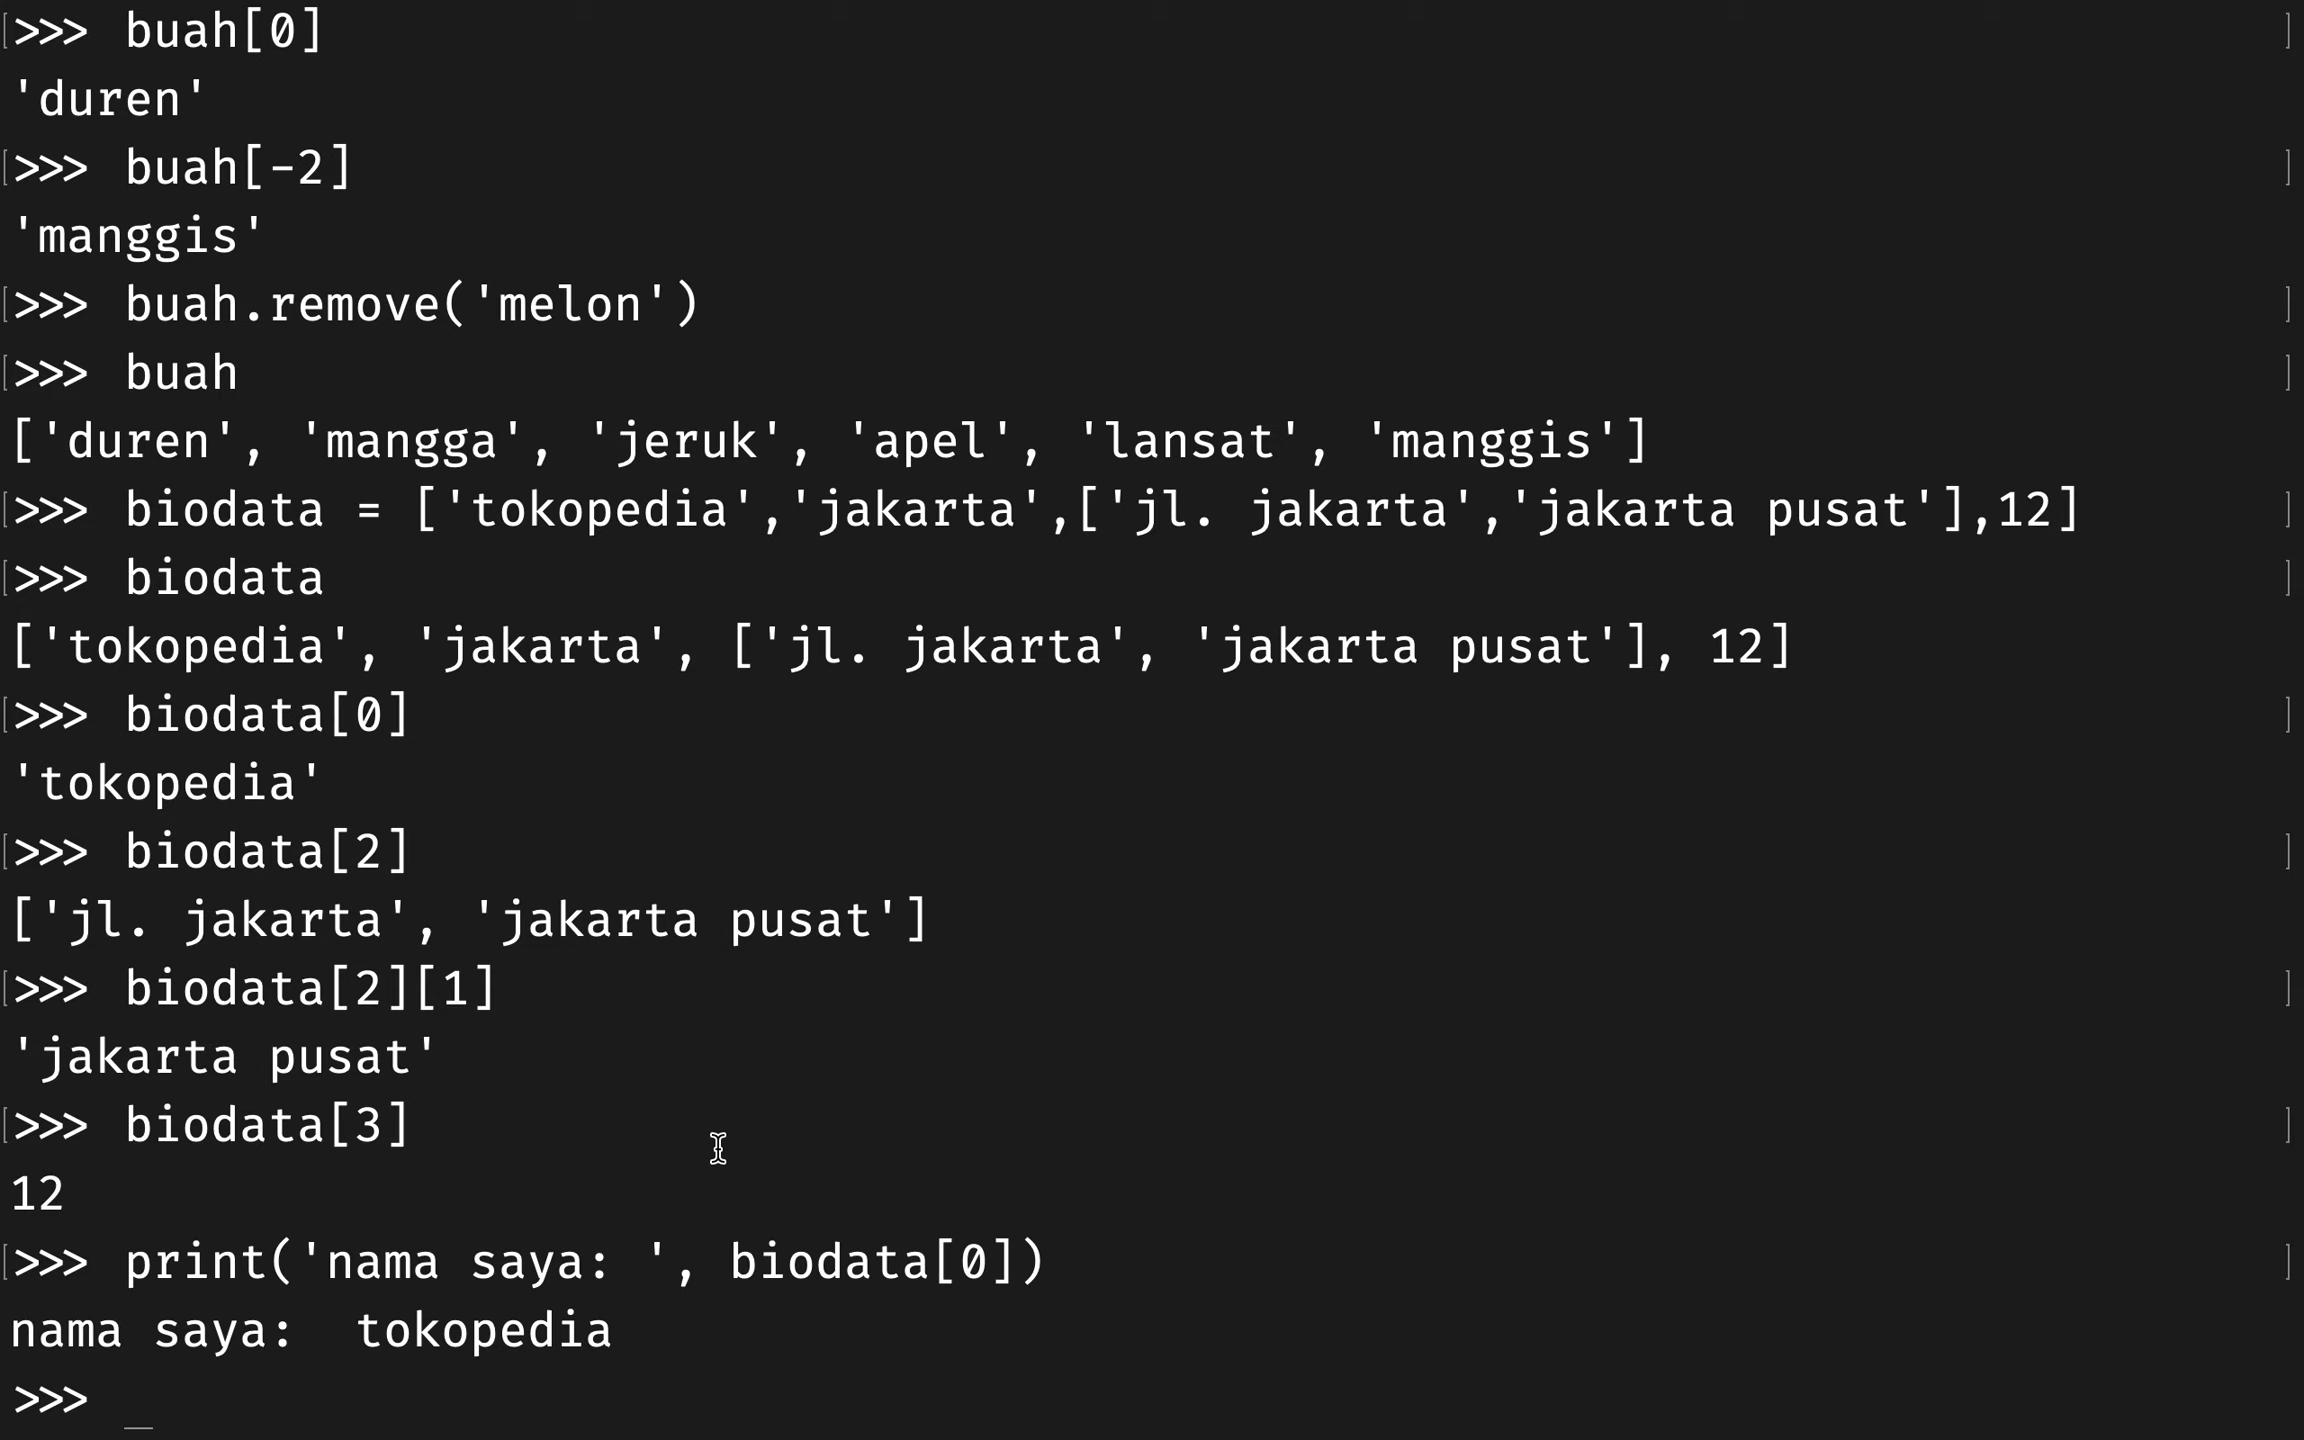 >>> buah[0]
'duren'
>>> buah[-2]
'manggis'
>>> buah.remove('melon')
>>> buah
['duren', 'mangga', 'jeruk', 'apel', 'lansat', 'manggis']
>>> biodata = ['tokopedia','jakarta',['jl. jakarta','jakarta pusat'],12]
>>> biodata
['tokopedia', 'jakarta', ['jl. jakarta', 'jakarta pusat'], 12]
>>> biodata[0]
'tokopedia'
>>> biodata[2]
['jl. jakarta', 'jakarta pusat']
>>> biodata[2][1]
'jakarta pusat'
>>> biodata[3]
12
>>> print('nama saya: ', biodata[0])
nama saya:  tokopedia
>>> _